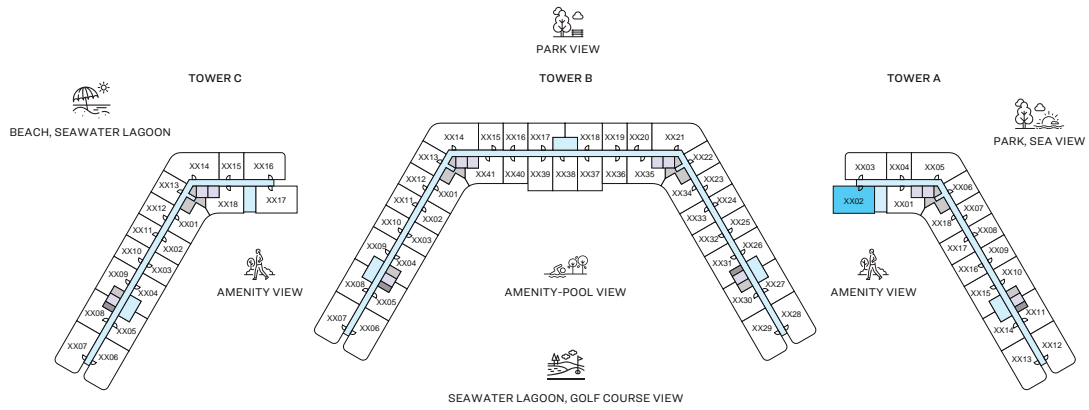 PARK VIEW
TOWER C
TOWER B
TOWER A
BEACH, SEAWATER LAGOON
PARK, SEA VIEW
XX14 XX15 XX16
XX13
XX12
XX11
XX10
XX09
XX08
XX07
XX06
XX05
XX04
XX03
XX02
XX01
XX18
XX17
AMENITY VIEW
XX14 XX15 XX16 XX17 XX18 XX19 XX20 XX21
XX13
XX12
XX11
XX10
XX09
XX08
XX07
XX06
XX05
XX04
XX03
XX02
XX01
XX41 XX40 XX39 XX38 XX37 XX36 XX35
XX34
XX33
XX32
XX31
XX30
XX29
XX28
XX27
XX26
XX25
XX24
XX23
XX22
AMENITY-POOL VIEW
XX03 XX04 XX05
XX02
XX01
XX06
XX07
XX08
XX09
XX10
XX11
XX12
XX13
XX14
XX15
XX16
XX17
XX18
AMENITY VIEW
SEAWATER LAGOON, GOLF COURSE VIEW